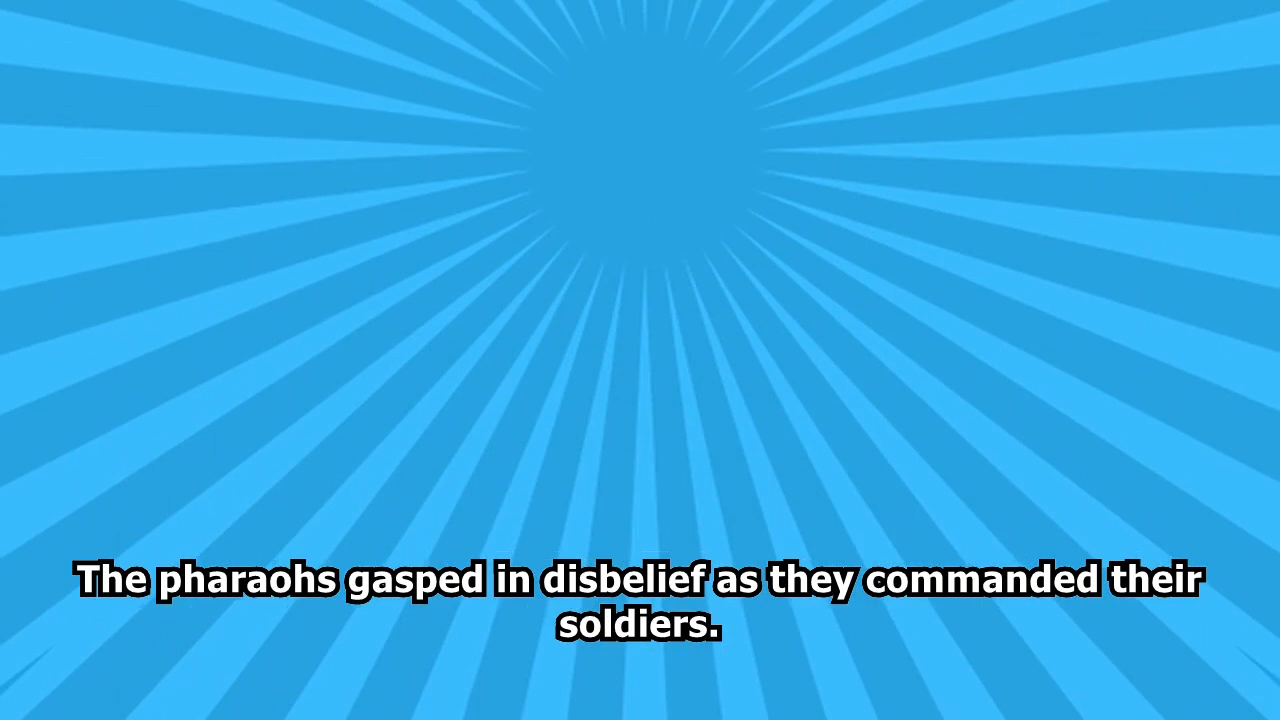 The pharaohs gasped in disbelief as they commanded their
soldiers.